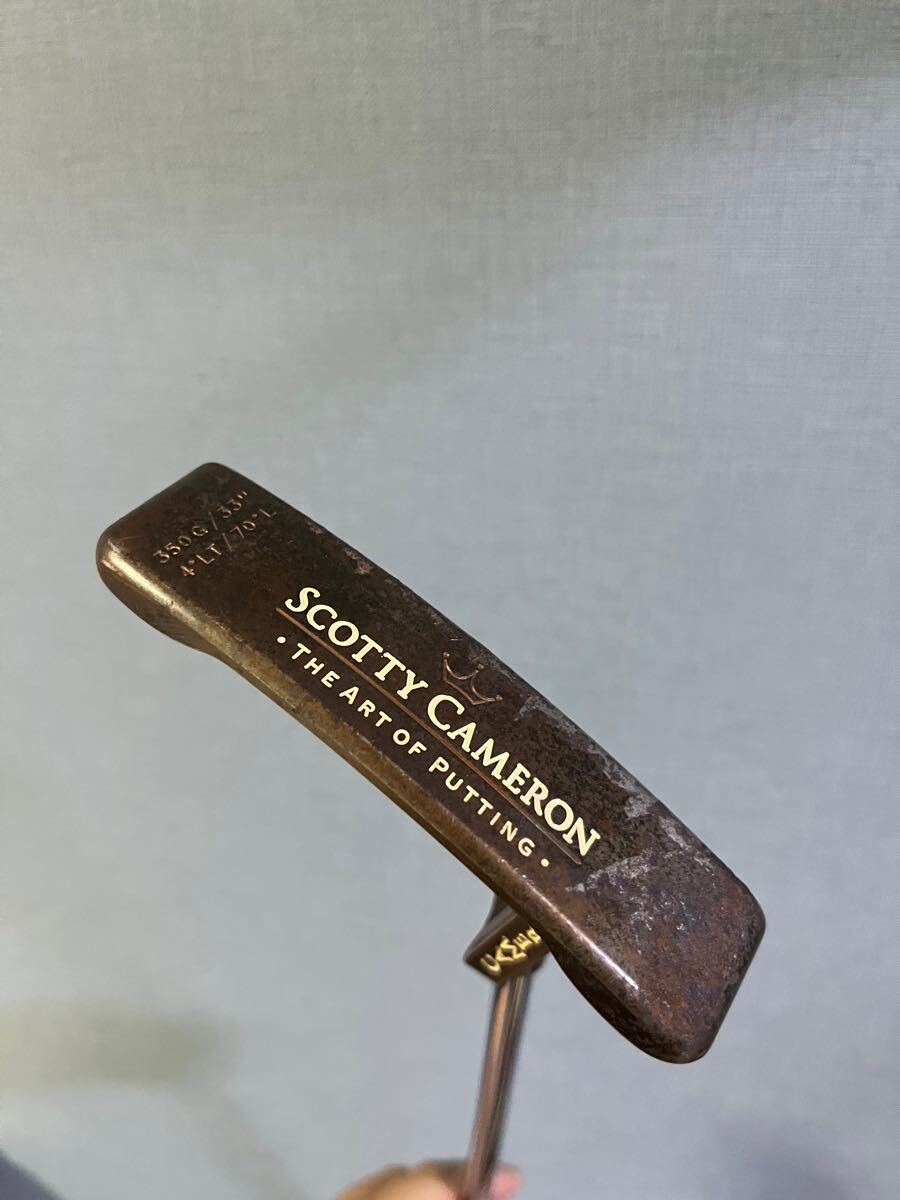 350G/33"
4°LT/70°L
SCOTTY CAMERON
• THE ART OF PUTTING •